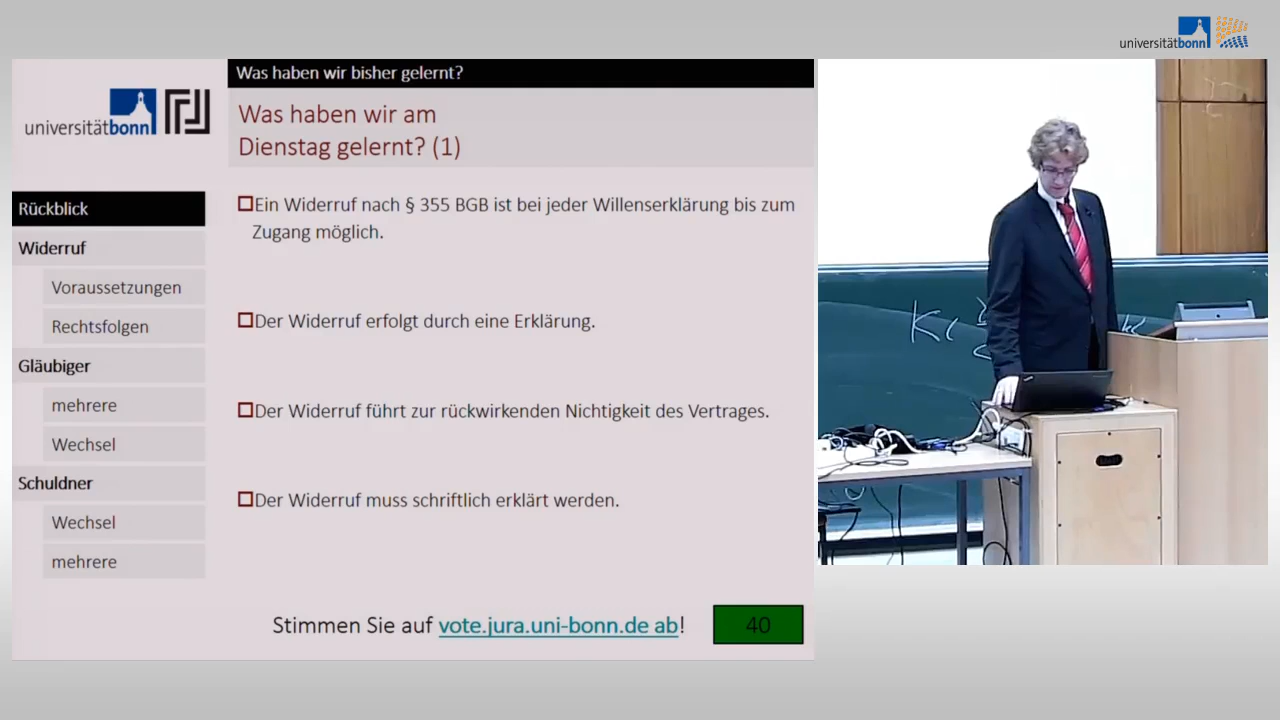 universitätbonn
Was haben wir bisher gelernt?
universitätbonn
Was haben wir am
Dienstag gelernt? (1)
Rückblick
Widerruf
Voraussetzungen
Rechtsfolgen
Gläubiger
mehrere
Wechsel
Schuldner
Wechsel
mehrere
Ein Widerruf nach § 355 BGB ist bei jeder Willenserklärung bis zum
Zugang möglich.
Der Widerruf erfolgt durch eine Erklärung.
Der Widerruf führt zur rückwirkenden Nichtigkeit des Vertrages.
Der Widerruf muss schriftlich erklärt werden.
Stimmen Sie auf vote.jura.uni-bonn.de ab!
40